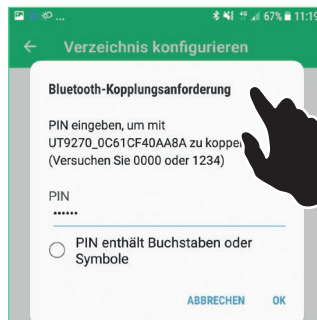 67% 11:19
← Verzeichnis konfigurieren
Bluetooth-Kopplungsanforderung
PIN eingeben, um mit
UT9270_0C61CF40AA8A zu koppe
(Versuchen Sie 0000 oder 1234)
PIN
••••••
PIN enthält Buchstaben oder
Symbole
ABBRECHEN OK